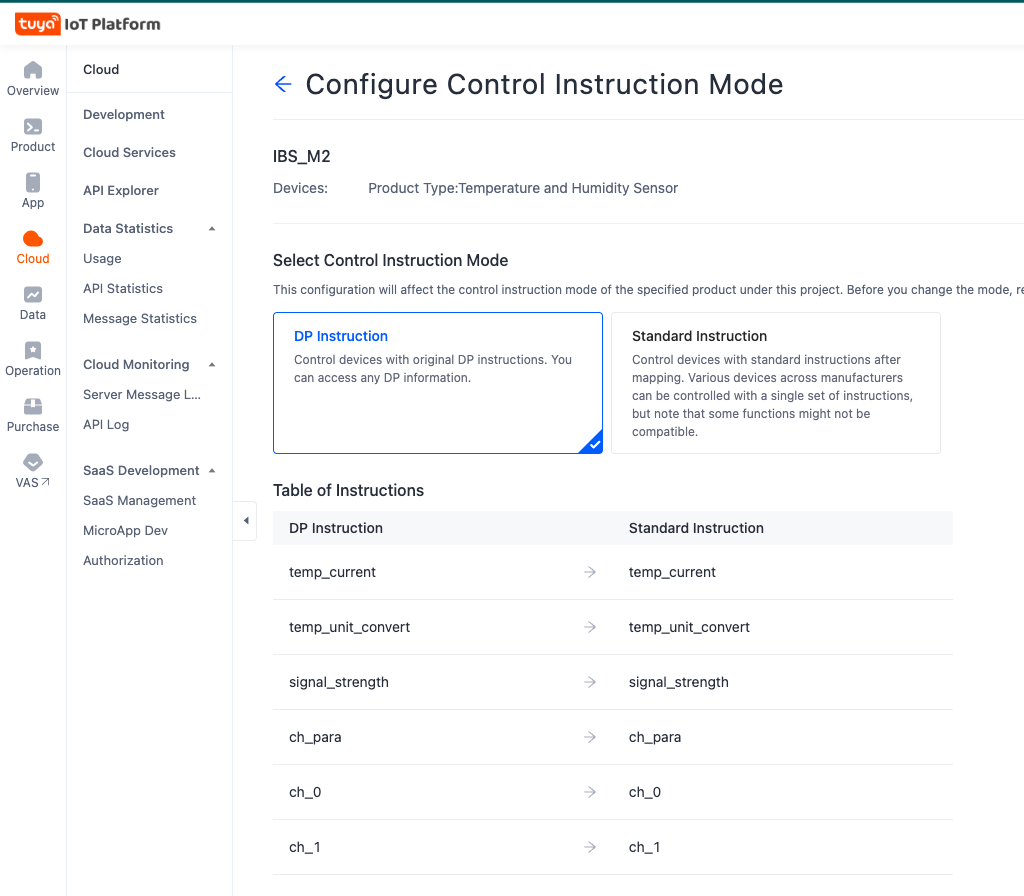 tuya IoT Platform
Overview
Product
App
Cloud
Data
Operation
Purchase
VAS
Cloud
Development
Cloud Services
API Explorer
Data Statistics
Usage
API Statistics
Message Statistics
Cloud Monitoring
Server Message L...
API Log
SaaS Development
SaaS Management
MicroApp Dev
Authorization
Configure Control Instruction Mode
IBS_M2
Devices: Product Type:Temperature and Humidity Sensor
Select Control Instruction Mode
This configuration will affect the control instruction mode of the specified product under this project. Before you change the mode, re
DP Instruction
Control devices with original DP instructions. You
can access any DP information.
Standard Instruction
Control devices with standard instructions after
mapping. Various devices across manufacturers
can be controlled with a single set of instructions,
but note that some functions might not be
compatible.
Table of Instructions
DP Instruction Standard Instruction
temp_current temp_current
temp_unit_convert temp_unit_convert
signal_strength signal_strength
ch_para ch_para
ch_0 ch_0
ch_1 ch_1